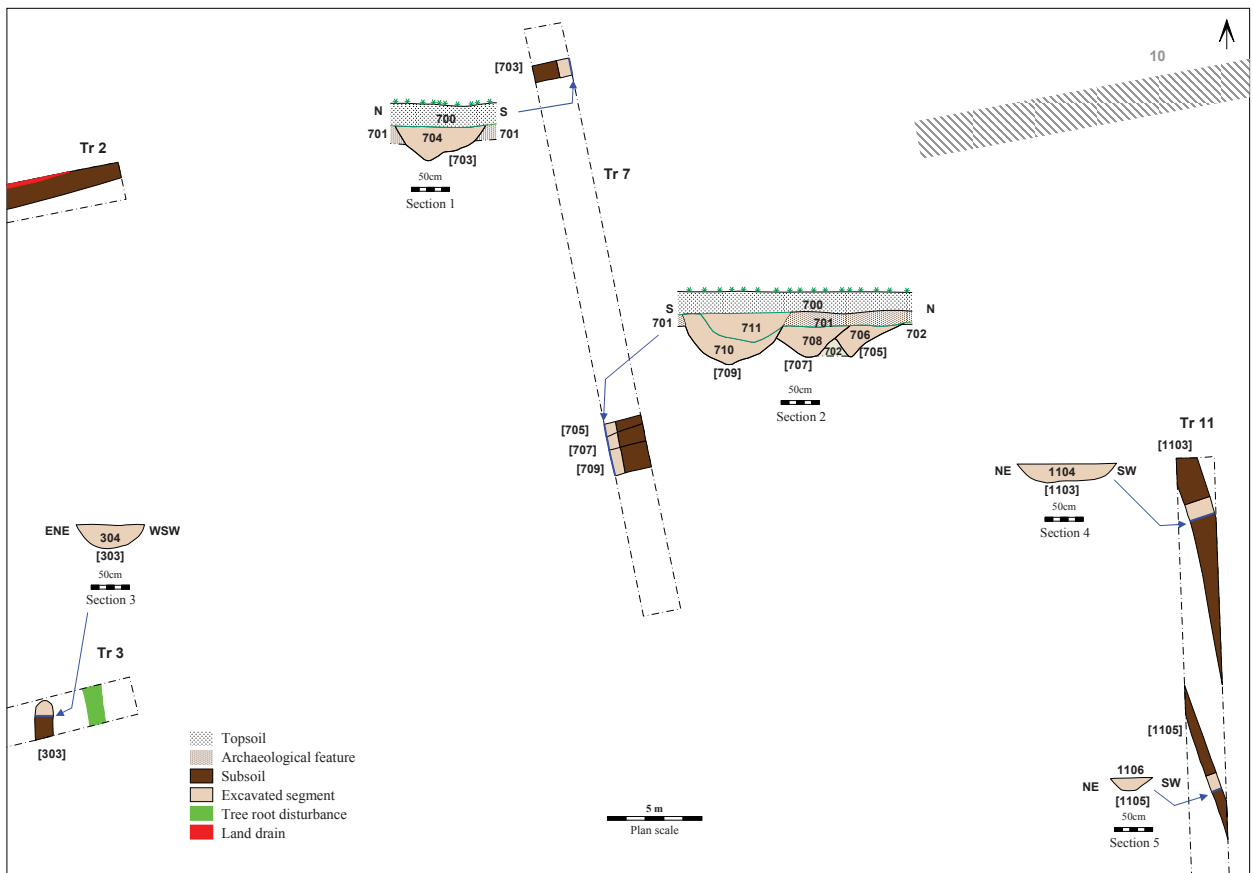 10
[703]
N
S
700
701
704
701
[703]
50cm
Section 1
Tr 2
Tr 7
700
S
N
701
711
701
706
702
710
708
702
[705]
[709]
[707]
50cm
Section 2
[705]
[707]
[709]
Tr 11
[1103]
NE
1104
SW
[1103]
50cm
Section 4
ENE
304
WSW
[303]
50cm
Section 3
Tr 3
[303]
[1105]
1106
NE
SW
[1105]
50cm
Section 5
Topsoil
Archaeological feature
Subsoil
Excavated segment
Tree root disturbance
Land drain
5 m
Plan scale